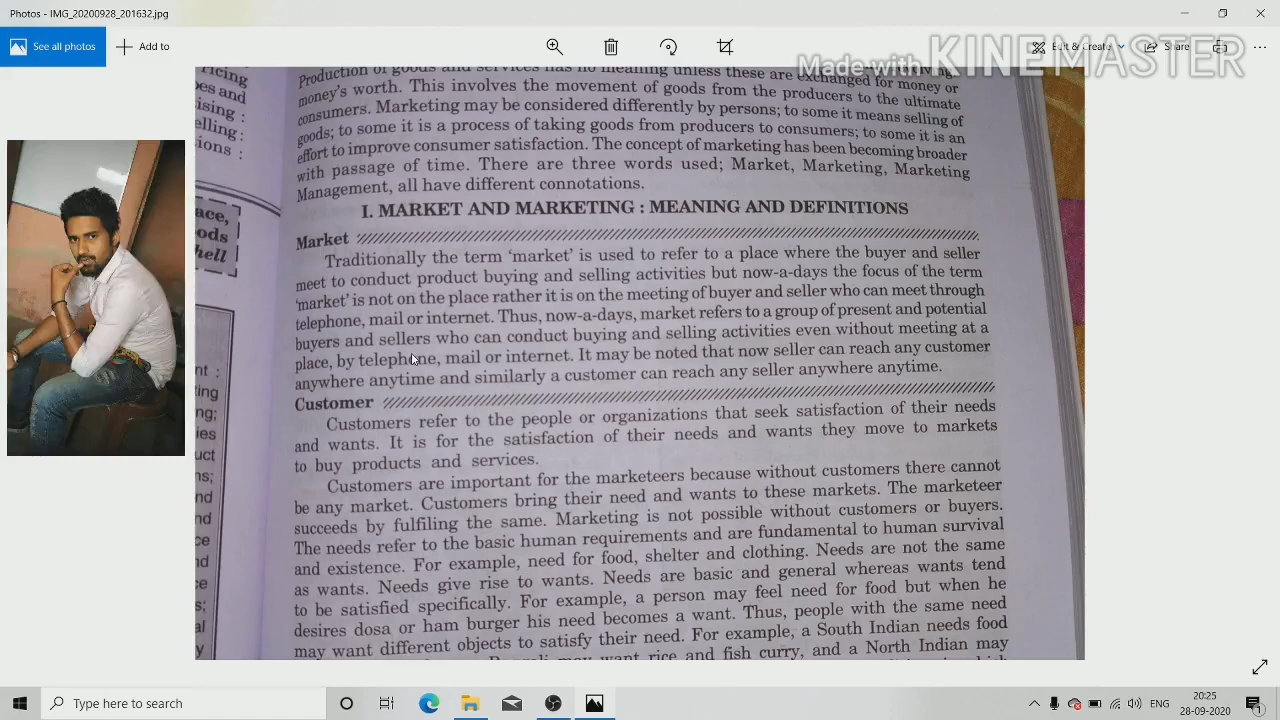 Photos - IMG_20200928_201632.jpg
See all photos
Add to
Edit & Create
Share
Made with KINEMASTER
Production of goods and services has no meaning unless these are exchanged for money or
money's worth. This involves the movement of goods from the producers to the ultimate
consumers. Marketing may be considered differently by persons; to some it means selling of
goods; to some it is a process of taking goods from producers to consumers; to some it is an
effort to improve consumer satisfaction. The concept of marketing has been becoming broader
with passage of time. There are three words used; Market, Marketing, Marketing
Management, all have different connotations.
I. MARKET AND MARKETING : MEANING AND DEFINITIONS
Market
Traditionally the term 'market' is used to refer to a place where the buyer and seller
meet to conduct product buying and selling activities but now-a-days the focus of the term
'market' is not on the place rather it is on the meeting of buyer and seller who can meet through
telephone, mail or internet. Thus, now-a-days, market refers to a group of present and potential
buyers and sellers who can conduct buying and selling activities even without meeting at a
place, by telephone, mail or internet. It may be noted that now seller can reach any customer
anywhere anytime and similarly a customer can reach any seller anywhere anytime.
Customer
Customers refer to the people or organizations that seek satisfaction of their needs
and wants. It is for the satisfaction of their needs and wants they move to markets
to buy products and services.
Customers are important for the marketeers because without customers there cannot
be any market. Customers bring their need and wants to these markets. The marketeer
succeeds by fulfiling the same. Marketing is not possible without customers or buyers.
The needs refer to the basic human requirements and are fundamental to human survival
and existence. For example, need for food, shelter and clothing. Needs are not the same
as wants. Needs give rise to wants. Needs are basic and general whereas wants tend
to be satisfied specifically. For example, a person may feel need for food but when he
desires dosa or ham burger his need becomes a want. Thus, people with the same need
may want different objects to satisfy their need. For example, a South Indian needs food
may want rice and fish curry, and a North Indian may
Type here to search
ENG
20:25
28-09-2020